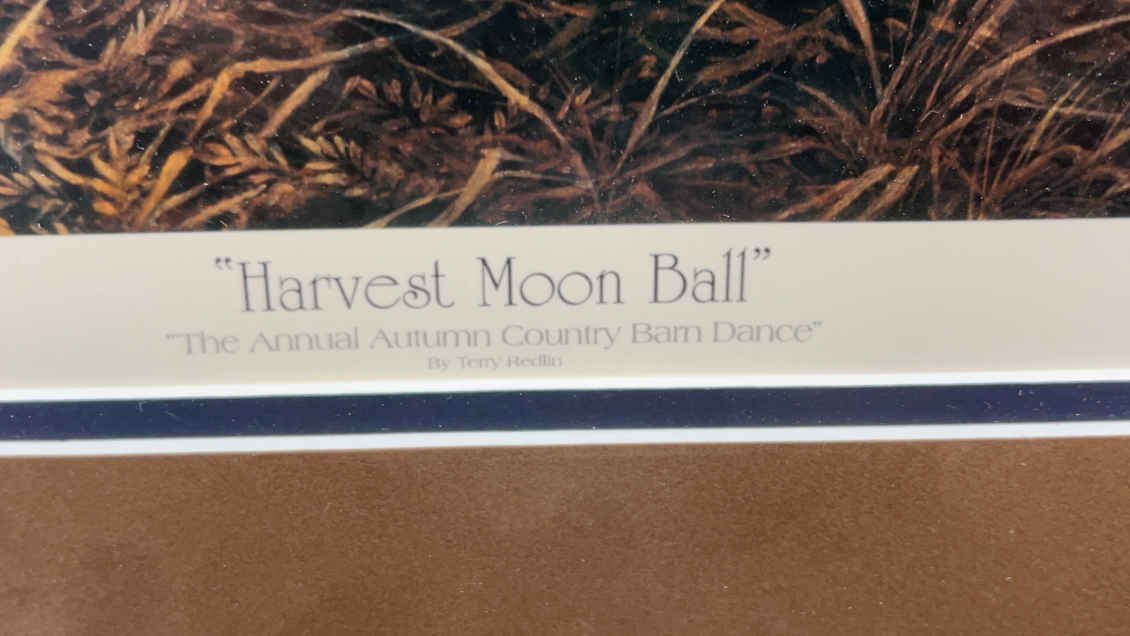 "Harvest Moon Ball"
"The Annual Autumn Country Barn Dance"
By Terry Redlin